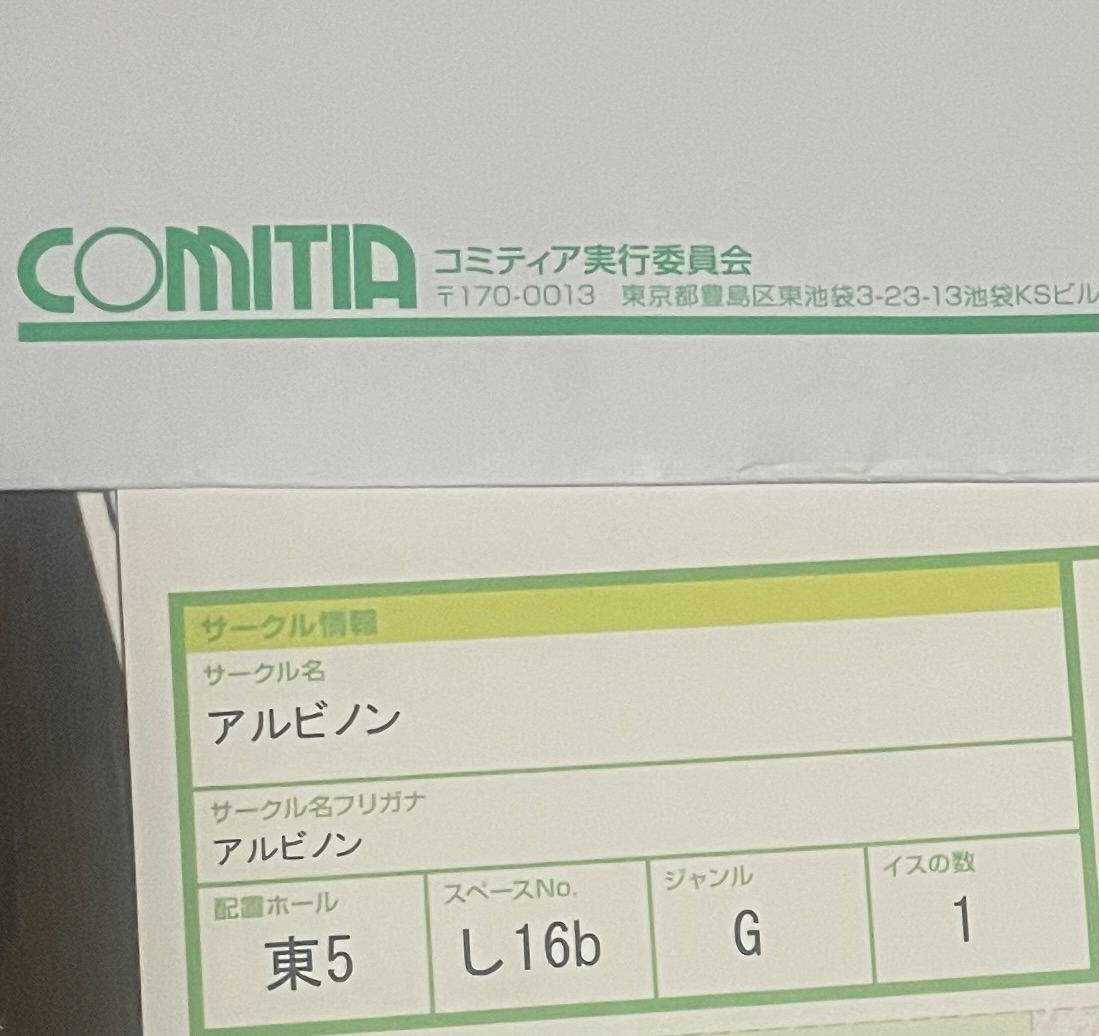 COMITIA
コミティア実行委員会
〒170-0013 東京都豊島区東池袋3-23-13池袋KSビル
サークル情報
サークル名
アルビノン
サークル名フリガナ
アルビノン
配置ホール
東5
スペースNo.
し16b
ジャンル
G
イスの数
1